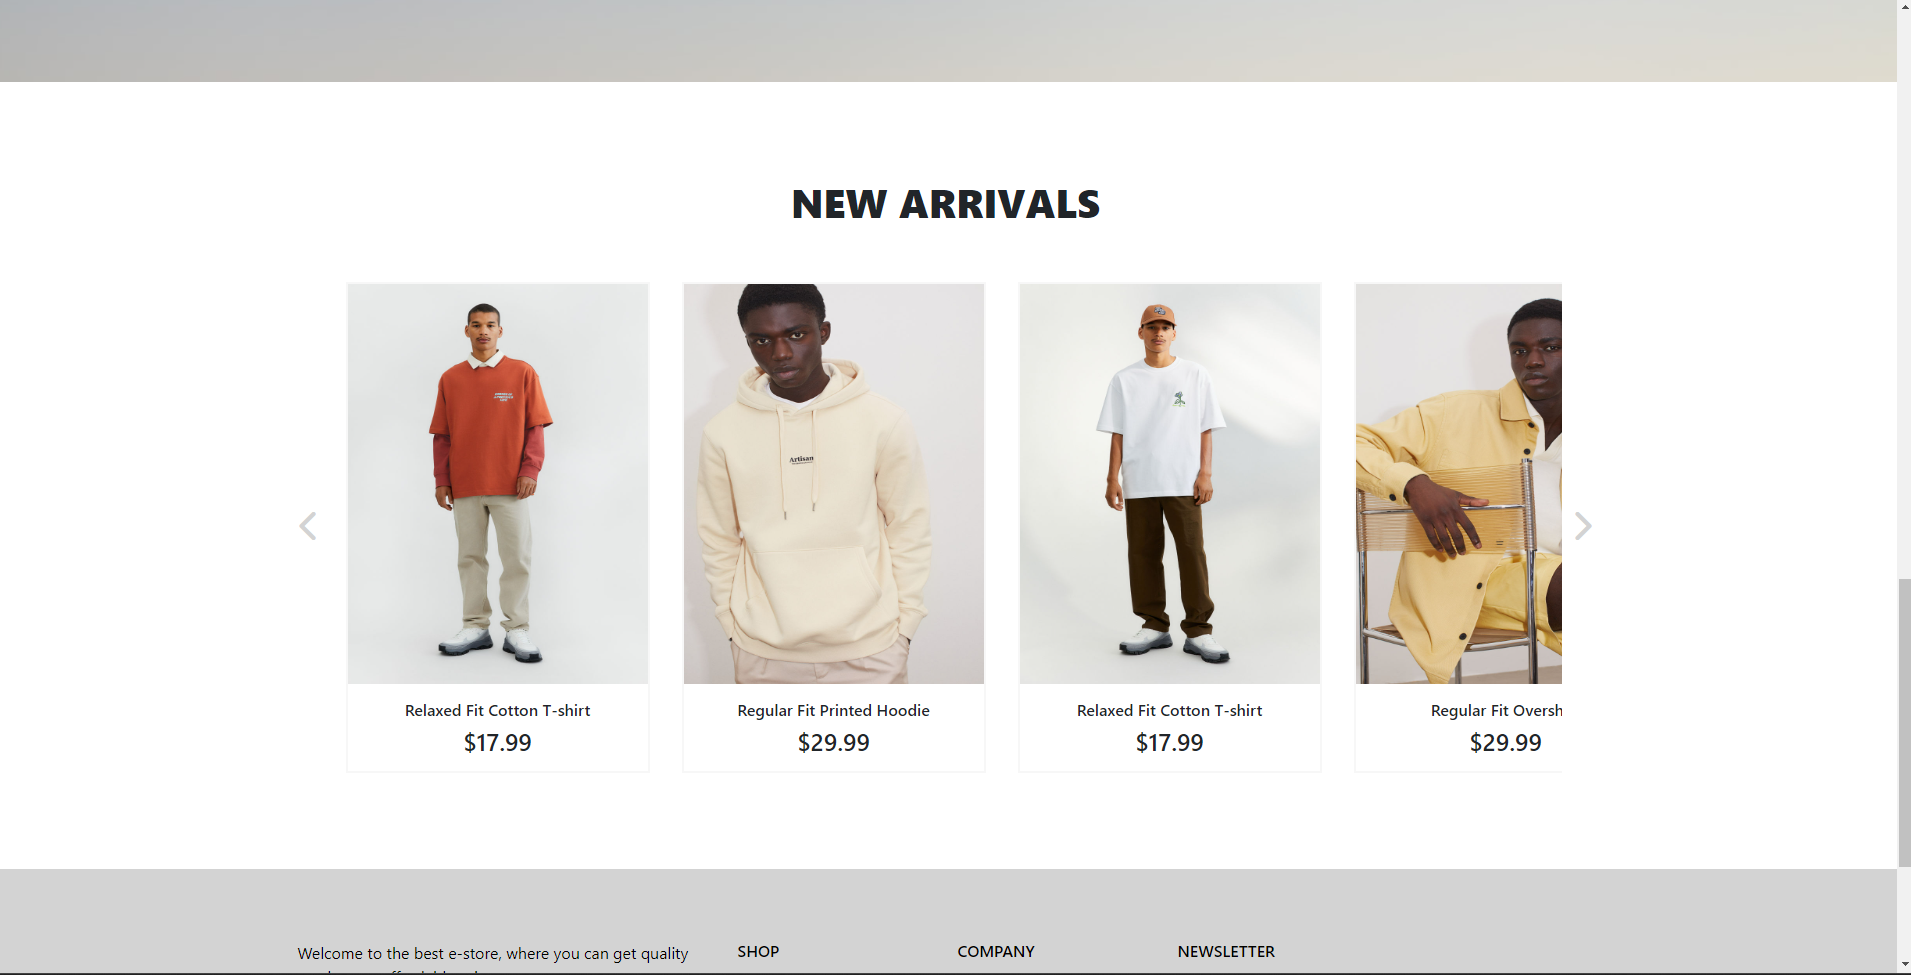 NEW ARRIVALS
Artisan
Relaxed Fit Cotton T-shirt
$17.99
Regular Fit Printed Hoodie
$29.99
Relaxed Fit Cotton T-shirt
$17.99
Regular Fit Oversh
$29.99
Welcome to the best e-store, where you can get quality
SHOP
COMPANY
NEWSLETTER